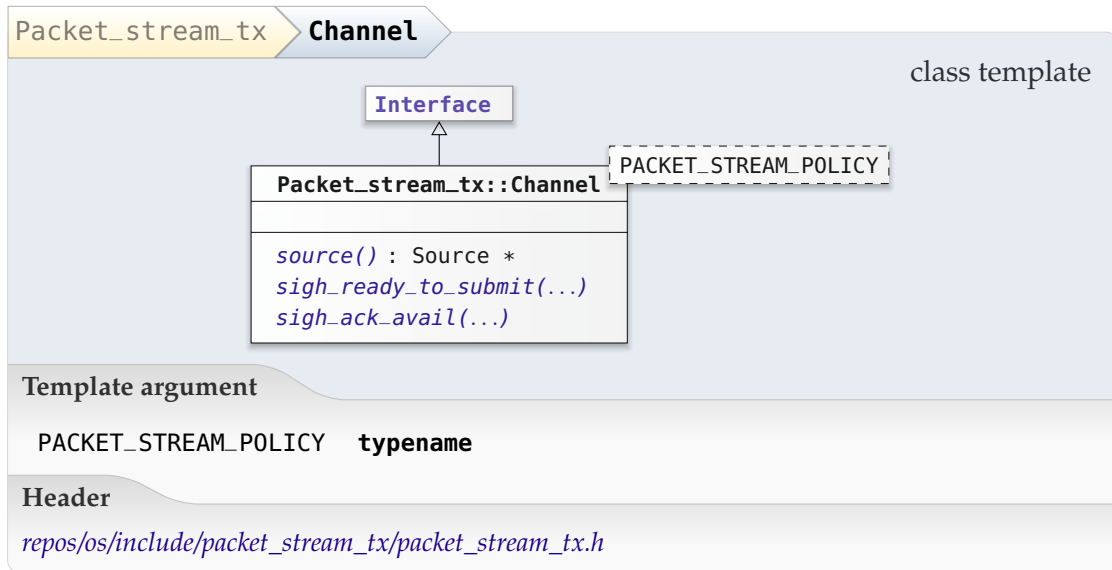 Packet_stream_tx Channel
class template
Interface
PACKET_STREAM_POLICY
Packet_stream_tx::Channel
source() : Source *
sigh_ready_to_submit(...)
sigh_ack_avail(...)
Template argument
PACKET_STREAM_POLICY typename
Header
repos/os/include/packet_stream_tx/packet_stream_tx.h